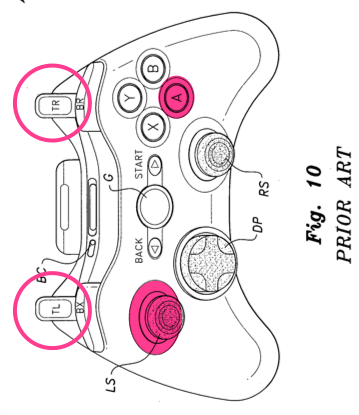 TL
TR
BC
BX
BR
BACK
G
START
Y
X
B
A
LS
DP
RS
Fig. 10
PRIOR ART